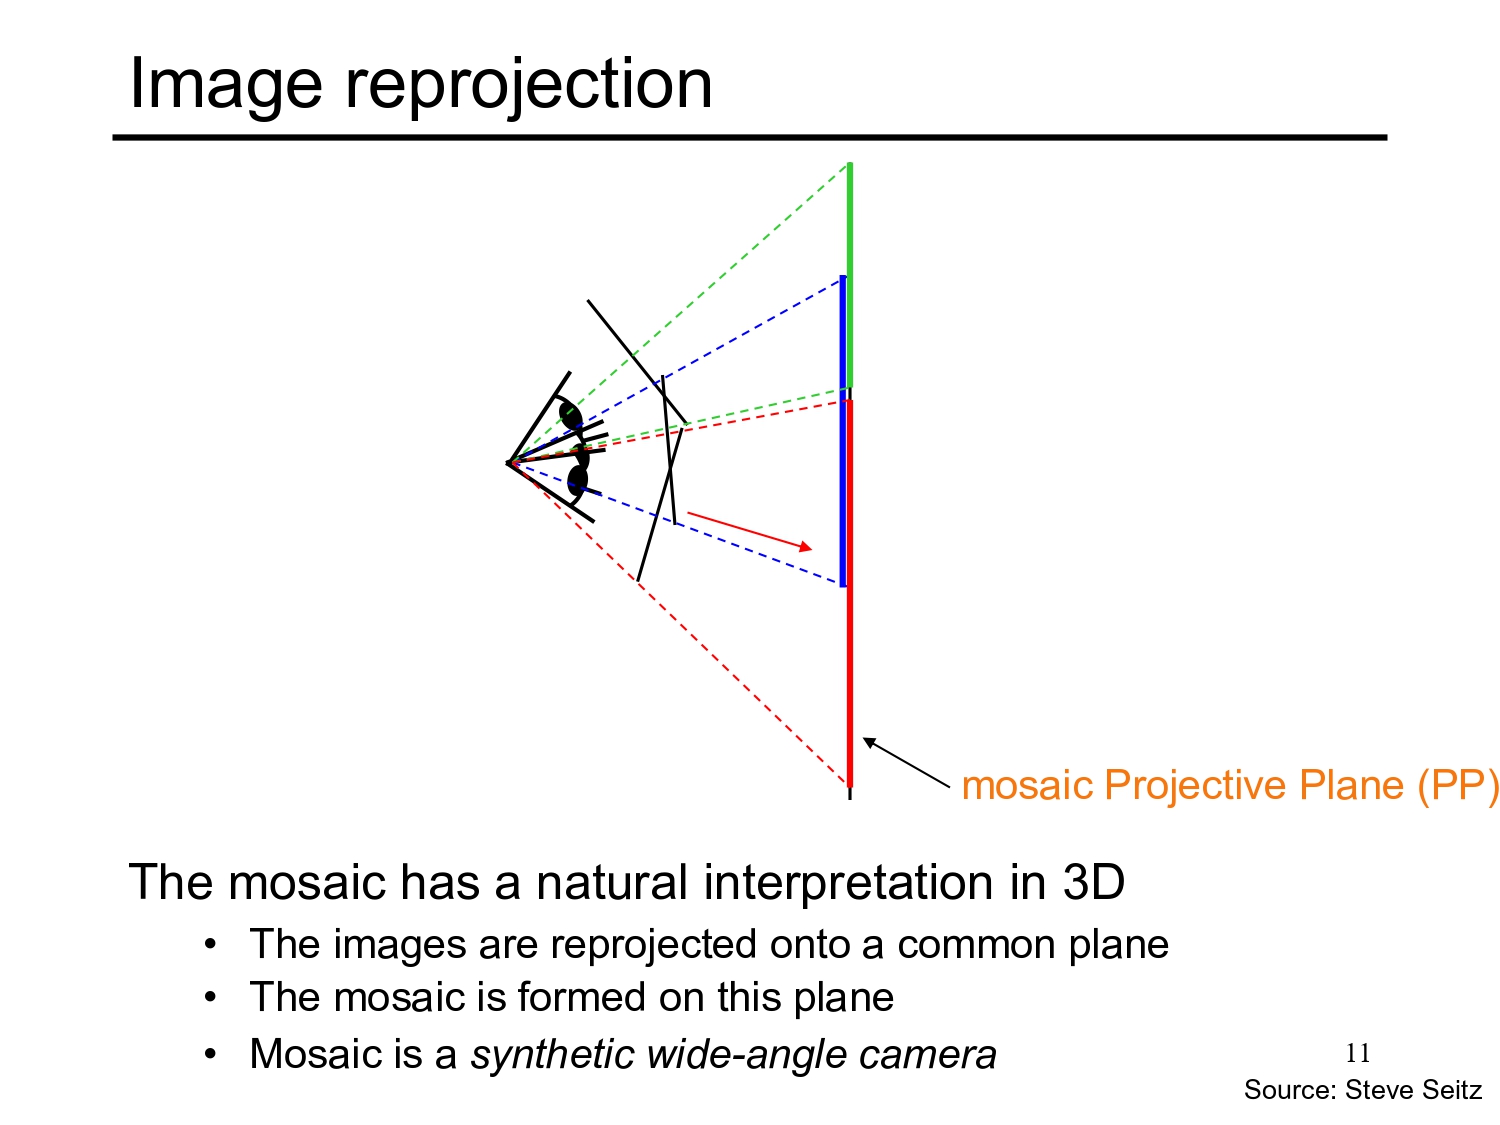 Image reprojection
mosaic Projective Plane (PP)
The mosaic has a natural interpretation in 3D
• The images are reprojected onto a common plane
• The mosaic is formed on this plane
• Mosaic is a synthetic wide-angle camera
11
Source: Steve Seitz